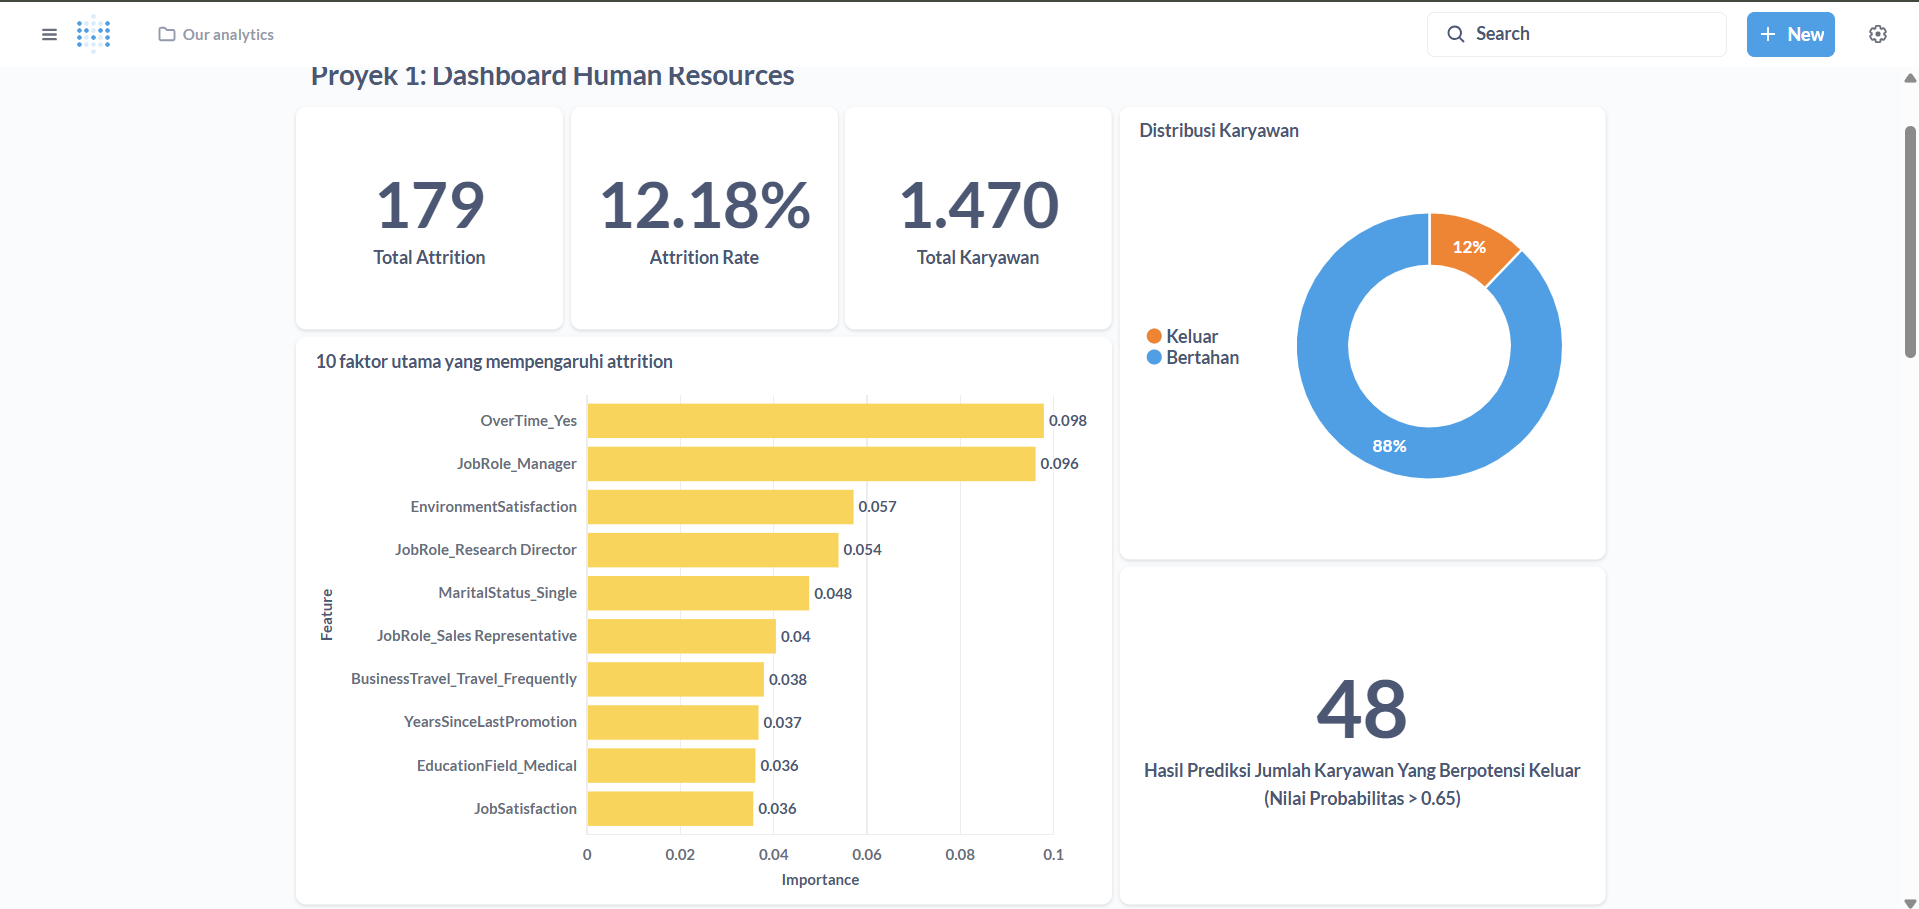 Our analytics
Search
+ New
Proyek 1: Dashboard Human Resources
179
Total Attrition
12.18%
Attrition Rate
1.470
Total Karyawan
Distribusi Karyawan
Keluar
Bertahan
12%
88%
10 faktor utama yang mempengaruhi attrition
Feature
OverTime_Yes 0.098
JobRole_Manager 0.096
EnvironmentSatisfaction 0.057
JobRole_Research Director 0.054
MaritalStatus_Single 0.048
JobRole_Sales Representative 0.04
BusinessTravel_Travel_Frequently 0.038
YearsSinceLastPromotion 0.037
EducationField_Medical 0.036
JobSatisfaction 0.036
0 0.02 0.04 0.06 0.08 0.1
Importance
48
Hasil Prediksi Jumlah Karyawan Yang Berpotensi Keluar
(Nilai Probabilitas > 0.65)